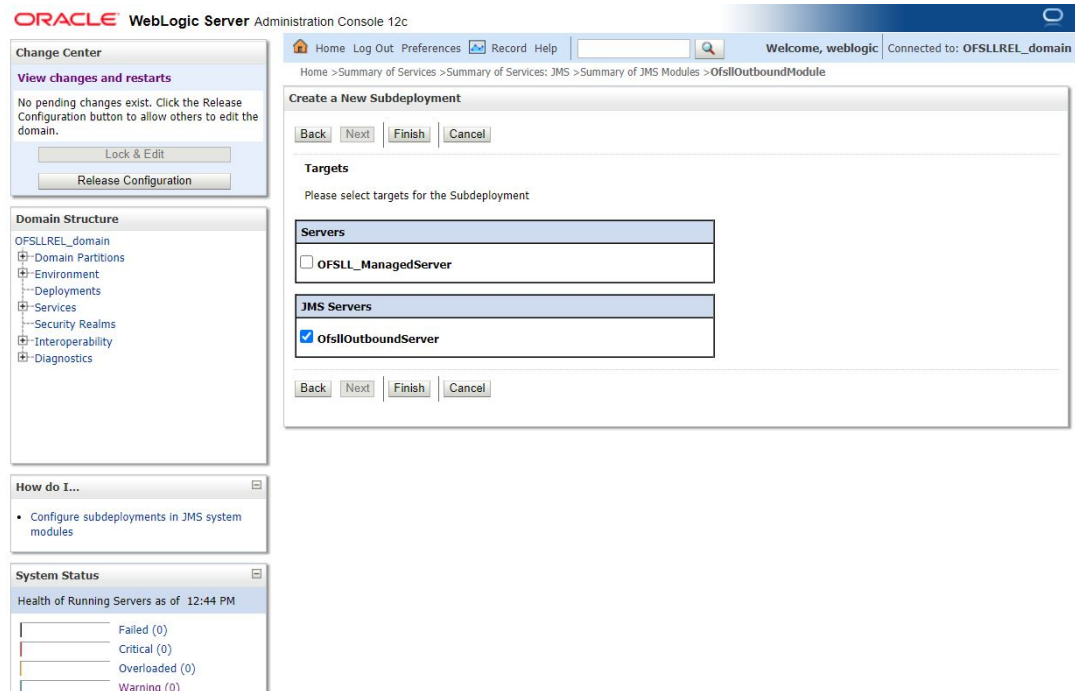 ORACLE WebLogic Server Administration Console 12c
Change Center
View changes and restarts
No pending changes exist. Click the Release
Configuration button to allow others to edit the
domain.
Lock & Edit
Release Configuration
Domain Structure
OFSLLREL_domain
Domain Partitions
Environment
Deployments
Services
Security Realms
Interoperability
Diagnostics
How do I...
Configure subdeployments in JMS system
modules
System Status
Health of Running Servers as of 12:44 PM
Failed (0)
Critical (0)
Overloaded (0)
Warning (0)
Home Log Out Preferences Record Help
Welcome, weblogic Connected to: OFSLLREL_domain
Home >Summary of Services >Summary of Services: JMS >Summary of JMS Modules >OfsllOutboundModule
Create a New Subdeployment
Back Next Finish Cancel
Targets
Please select targets for the Subdeployment
Servers
OFSLL_ManagedServer
JMS Servers
OfsllOutboundServer
Back Next Finish Cancel